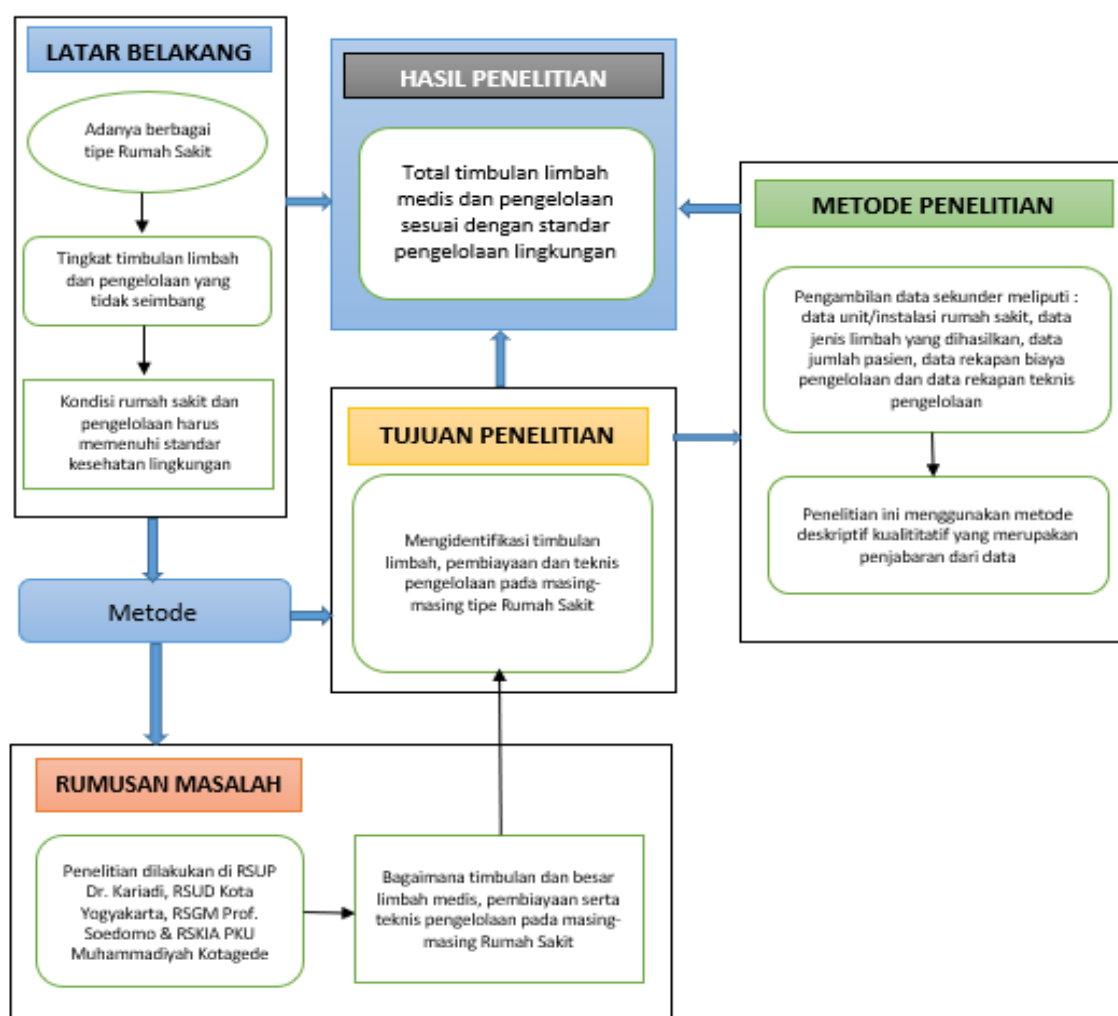 LATAR BELAKANG
Adanya berbagai
tipe Rumah Sakit
Tingkat timbulan limbah
dan pengelolaan yang
tidak seimbang
Kondisi rumah sakit dan
pengelolaan harus
memenuhi standar
kesehatan lingkungan
HASIL PENELITIAN
Total timbulan limbah
medis dan pengelolaan
sesuai dengan standar
pengelolaan lingkungan
METODE PENELITIAN
Pengambilan data sekunder meliputi :
data unit/instalasi rumah sakit, data
jenis limbah yang dihasilkan, data
jumlah pasien, data rekapan biaya
pengelolaan dan data rekapan teknis
pengelolaan
Penelitian ini menggunakan metode
deskriptif kualititatif yang merupakan
penjabaran dari data
TUJUAN PENELITIAN
Mengidentifikasi timbulan
limbah, pembiayaan dan teknis
pengelolaan pada masing-
masing tipe Rumah Sakit
Metode
RUMUSAN MASALAH
Penelitian dilakukan di RSUP
Dr. Kariadi, RSUD Kota
Yogyakarta, RSGM Prof.
Soedomo & RSKIA PKU
Muhammadiyah Kotagede
Bagaimana timbulan dan besar
limbah medis, pembiayaan serta
teknis pengelolaan pada masing-
masing Rumah Sakit